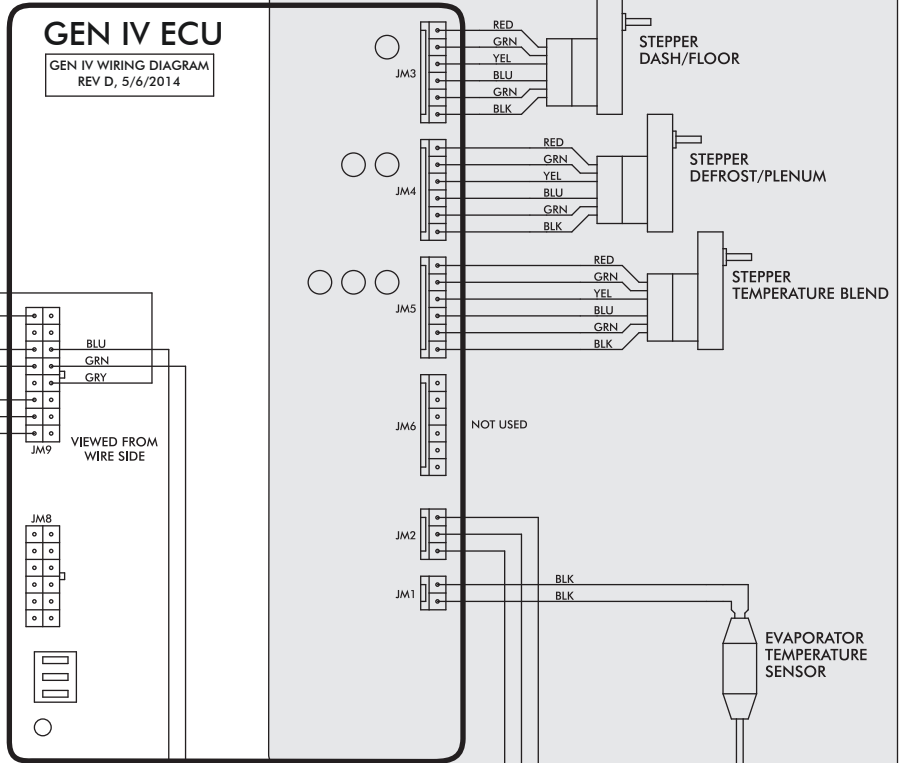 GEN IV ECU
GEN IV WIRING DIAGRAM
REV D, 5/6/2014
JM3
RED
GRN
YEL
BLU
GRN
BLK
STEPPER
DASH/FLOOR
JM4
RED
GRN
YEL
BLU
GRN
BLK
STEPPER
DEFROST/PLENUM
JM5
RED
GRN
YEL
BLU
GRN
BLK
STEPPER
TEMPERATURE BLEND
BLU
GRN
GRY
JM9
VIEWED FROM
WIRE SIDE
JM6
NOT USED
JM8
JM2
JM1
BLK
BLK
EVAPORATOR
TEMPERATURE
SENSOR